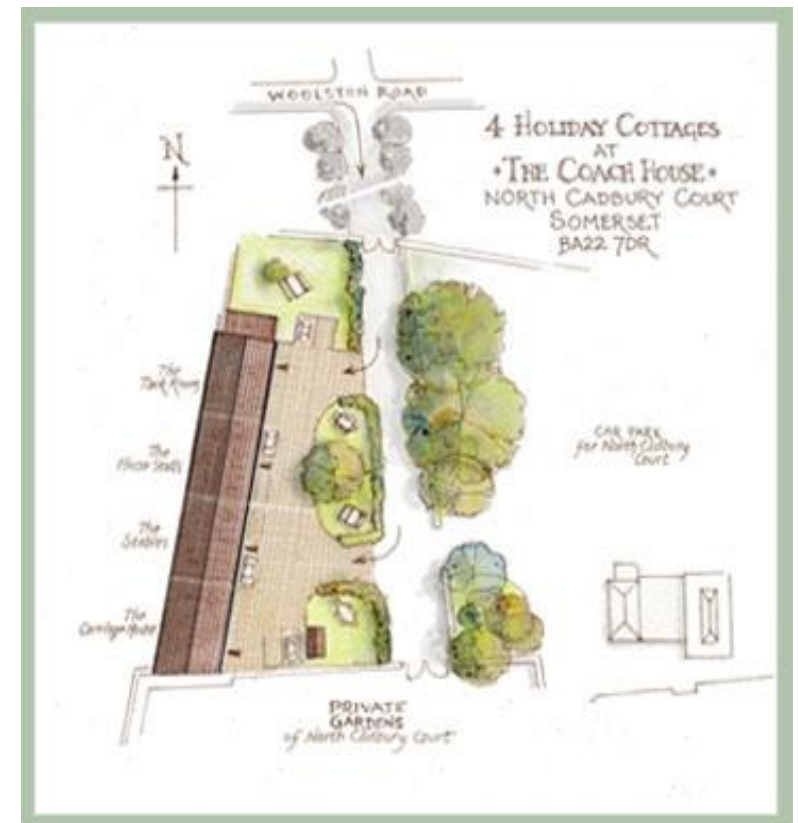 WOOLSTON ROAD
4 HOLIDAY COTTAGES
AT
• THE COACH HOUSE •
NORTH CADBURY COURT
SOMERSET
BA22 7DR
N
The
Tack Room
CAR PARK
for North Cadbury
Court
The
Stalls
The
Stables
The
Carriage House
PRIVATE
GARDENS
of North Cadbury Court